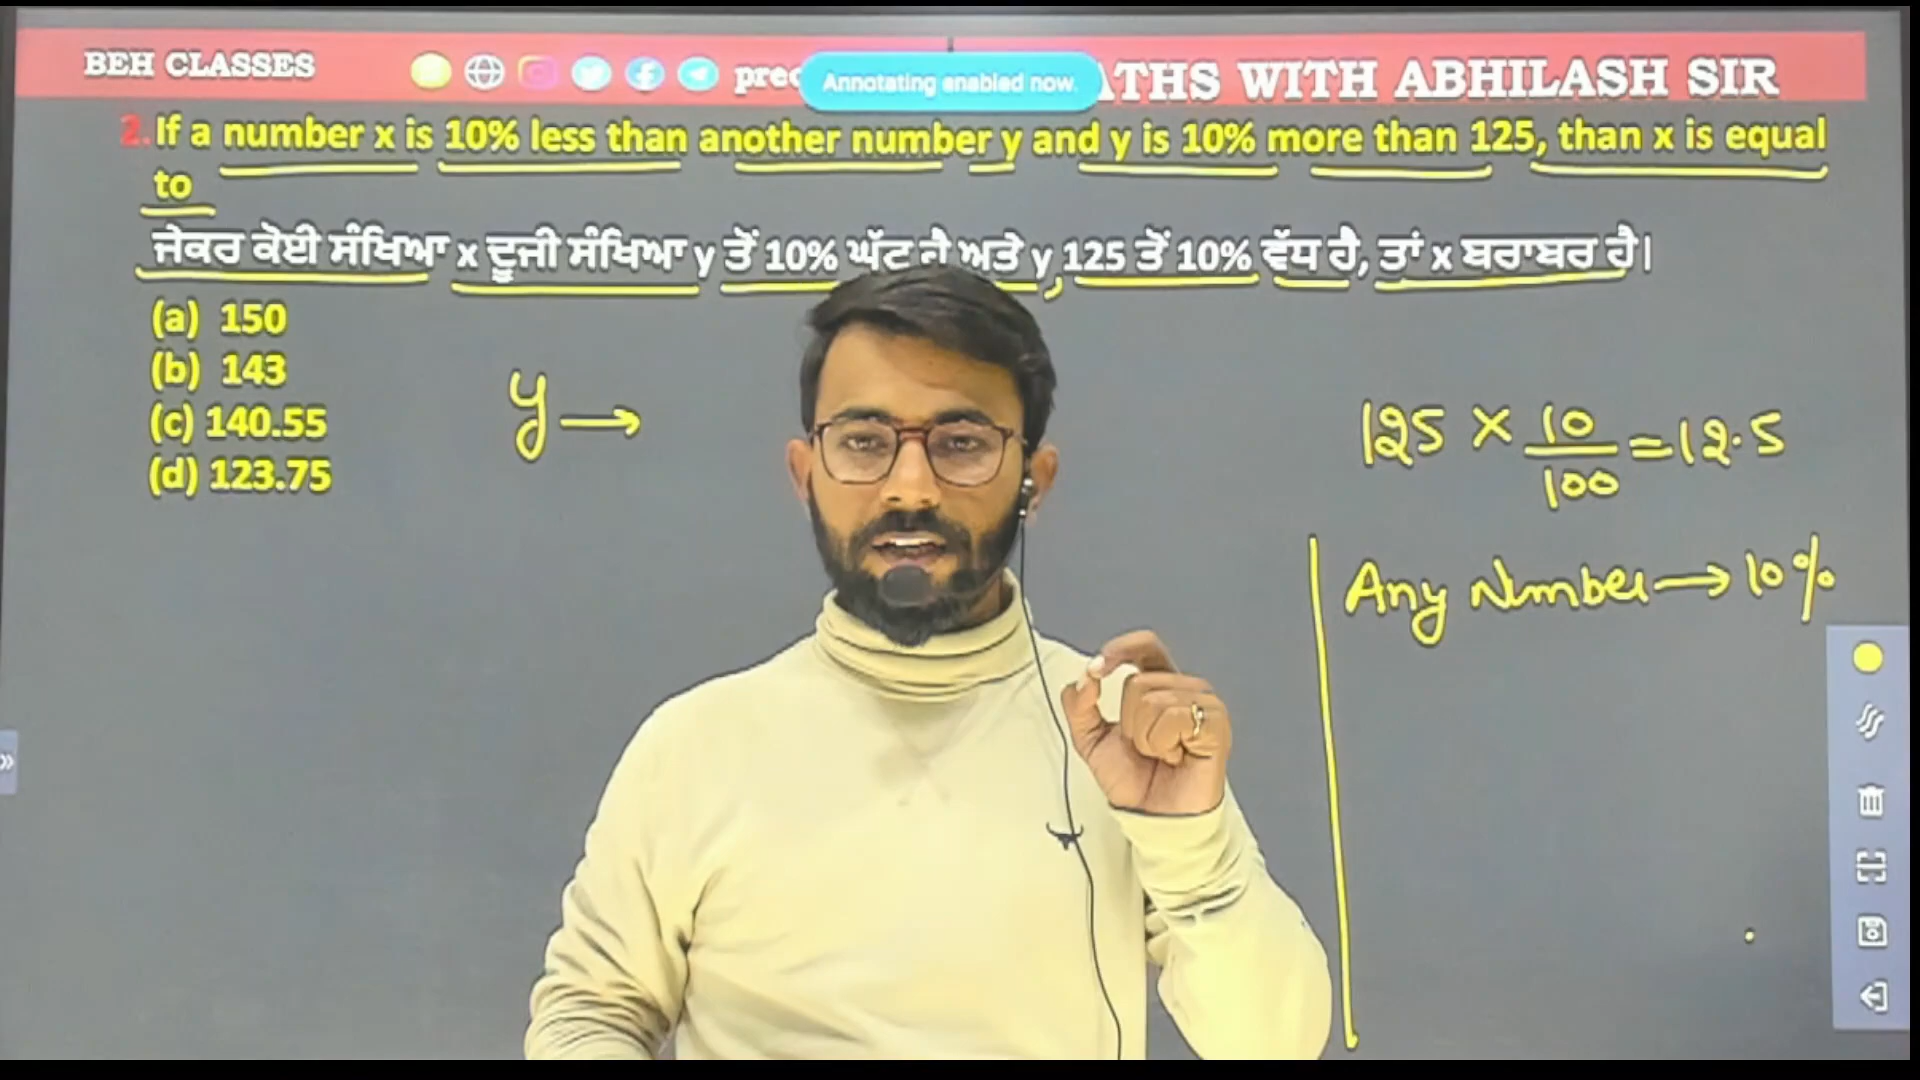 BEH CLASSES
Annotating enabled now.
MATHS WITH ABHILASH SIR
2. If a number x is 10% less than another number y and y is 10% more than 125, than x is equal
to
ਜੇਕਰ ਕੋਈ ਸੰਖਿਆ x ਦੂਜੀ ਸੰਖਿਆ y ਤੋਂ 10% ਘੱਟ ਹੈ ਅਤੇ y, 125 ਤੋਂ 10% ਵੱਧ ਹੈ, ਤਾਂ x ਬਰਾਬਰ ਹੈ।
(a) 150
(b) 143
(c) 140.55
(d) 123.75
y →
125 × 10/100 = 12.5
Any Number → 10%